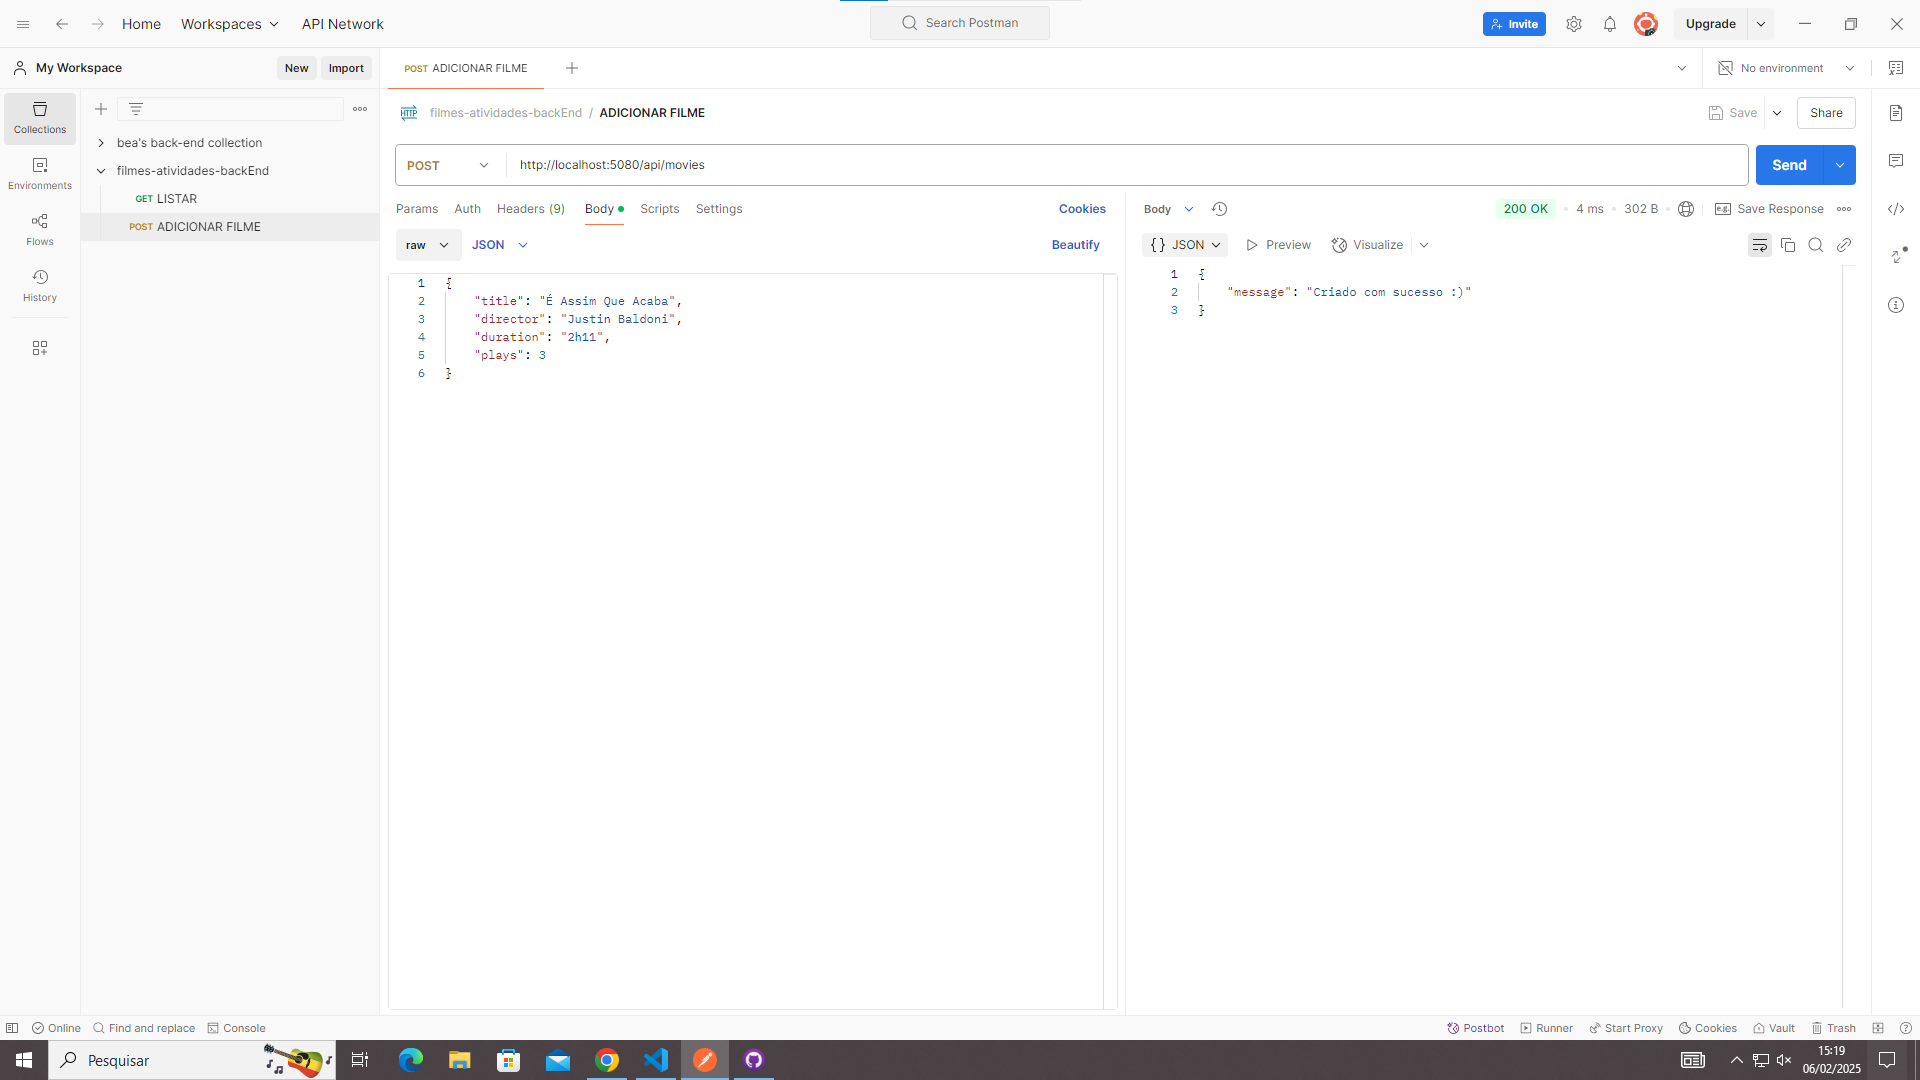 Home
Workspaces
API Network
Search Postman
Invite
Upgrade
My Workspace
New
Import
POST ADICIONAR FILME
No environment
Collections
Environments
Flows
History
bea's back-end collection
filmes-atividades-backEnd
GET LISTAR
POST ADICIONAR FILME
HTTP filmes-atividades-backEnd / ADICIONAR FILME
Save
Share
POST
http://localhost:5080/api/movies
Send
Params Auth Headers (9) Body Scripts Settings
Cookies
raw
JSON
Beautify
1 {
2 "title": "É Assim Que Acaba",
3 "director": "Justin Baldoni",
4 "duration": "2h11",
5 "plays": 3
6 }
Body
200 OK
4 ms
302 B
e.g. Save Response
{} JSON
Preview
Visualize
1 {
2 "message": "Criado com sucesso :)"
3 }
Online
Find and replace
Console
Postbot
Runner
Start Proxy
Cookies
Vault
Trash
Pesquisar
15:19
06/02/2025